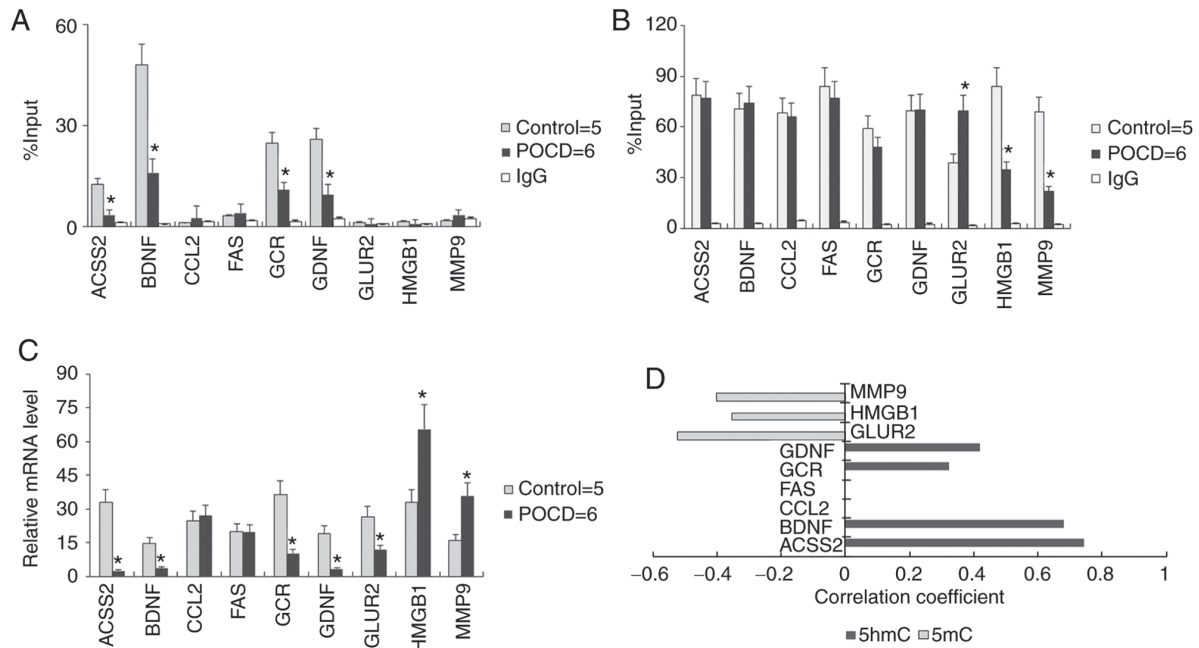 A
60
30
0
%Input
ACSS2
BDNF
CCL2
FAS
GCR
GDNF
GLUR2
HMGB1
MMP9
*
*
*
*
Control=5
POCD=6
IgG
B
120
90
60
30
0
%Input
ACSS2
BDNF
CCL2
FAS
GCR
GDNF
GLUR2
HMGB1
MMP9
*
*
*
Control=5
POCD=6
IgG
C
90
75
60
45
30
15
0
Relative mRNA level
ACSS2
BDNF
CCL2
FAS
GCR
GDNF
GLUR2
HMGB1
MMP9
*
*
*
*
*
*
*
Control=5
POCD=6
D
MMP9
HMGB1
GLUR2
GDNF
GCR
FAS
CCL2
BDNF
ACSS2
−0.6 −0.4 −0.2 0 0.2 0.4 0.6 0.8 1
Correlation coefficient
5hmC 5mC